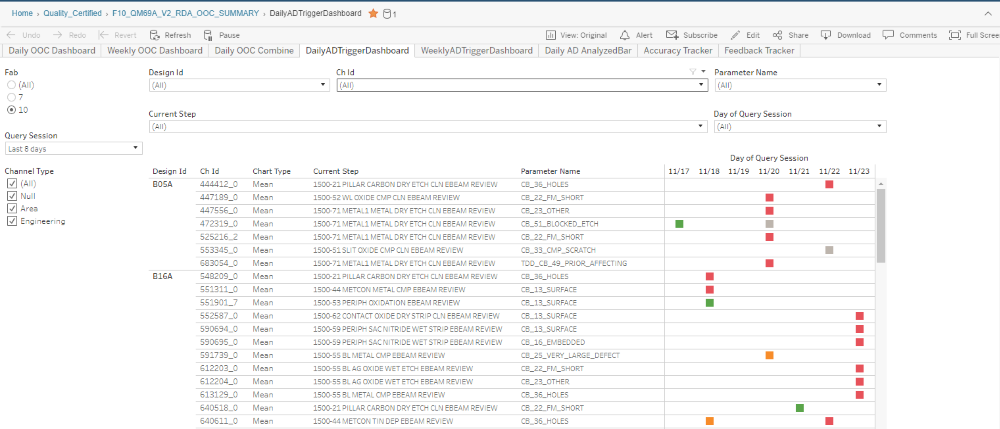 Home › Quality_Certified › F10_QM69A_V2_RDA_OOC_SUMMARY › DailyADTriggerDashboard 1
Undo Redo Revert Refresh Pause View: Original Alert Subscribe Edit Share Download Comments Full Scree
Daily OOC Dashboard Weekly OOC Dashboard Daily OOC Combine DailyADTriggerDashboard WeeklyADTriggerDashboard Daily AD AnalyzedBar Accuracy Tracker Feedback Tracker
Fab Design Id Ch Id Parameter Name
(All) (All) (All) (All)
7
10
Current Step Day of Query Session
(All) (All)
Query Session
Last 8 days
Day of Query Session
Channel Type
(All)
Null
Area
Engineering
Design Id Ch Id Chart Type Current Step Parameter Name 11/17 11/18 11/19 11/20 11/21 11/22 11/23
B05A 444412_0 Mean 1500-21 PILLAR CARBON DRY ETCH CLN EBEAM REVIEW CB_36_HOLES
447189_0 Mean 1500-52 WL OXIDE CMP CLN EBEAM REVIEW CB_22_FM_SHORT
447556_0 Mean 1500-71 METAL1 METAL DRY ETCH CLN EBEAM REVIEW CB_23_OTHER
472319_0 Mean 1500-71 METAL1 METAL DRY ETCH CLN EBEAM REVIEW CB_51_BLOCKED_ETCH
525216_2 Mean 1500-71 METAL1 METAL DRY ETCH CLN EBEAM REVIEW CB_22_FM_SHORT
553345_0 Mean 1500-51 SLIT OXIDE CMP CLN EBEAM REVIEW CB_33_CMP_SCRATCH
683054_0 Mean 1500-71 METAL1 METAL DRY ETCH CLN EBEAM REVIEW TDD_CB_49_PRIOR_AFFECTING
B16A 548209_0 Mean 1500-21 PILLAR CARBON DRY ETCH CLN EBEAM REVIEW CB_36_HOLES
551311_0 Mean 1500-44 METCON METAL CMP EBEAM REVIEW CB_13_SURFACE
551901_7 Mean 1500-53 PERIPH OXIDATION EBEAM REVIEW CB_13_SURFACE
552587_0 Mean 1500-62 CONTACT OXIDE DRY STRIP CLN EBEAM REVIEW CB_13_SURFACE
590694_0 Mean 1500-59 PERIPH SAC NITRIDE WET STRIP EBEAM REVIEW CB_13_SURFACE
590695_0 Mean 1500-59 PERIPH SAC NITRIDE WET STRIP EBEAM REVIEW CB_16_EMBEDDED
591739_0 Mean 1500-55 BL METAL CMP EBEAM REVIEW CB_25_VERY_LARGE_DEFECT
612203_0 Mean 1500-55 BL AG OXIDE WET ETCH EBEAM REVIEW CB_22_FM_SHORT
612204_0 Mean 1500-55 BL AG OXIDE WET ETCH EBEAM REVIEW CB_23_OTHER
613129_0 Mean 1500-55 BL METAL CMP EBEAM REVIEW CB_36_HOLES
640518_0 Mean 1500-21 PILLAR CARBON DRY ETCH CLN EBEAM REVIEW CB_22_FM_SHORT
640611_0 Mean 1500-44 METCON TIN DEP EBEAM REVIEW CB_36_HOLES